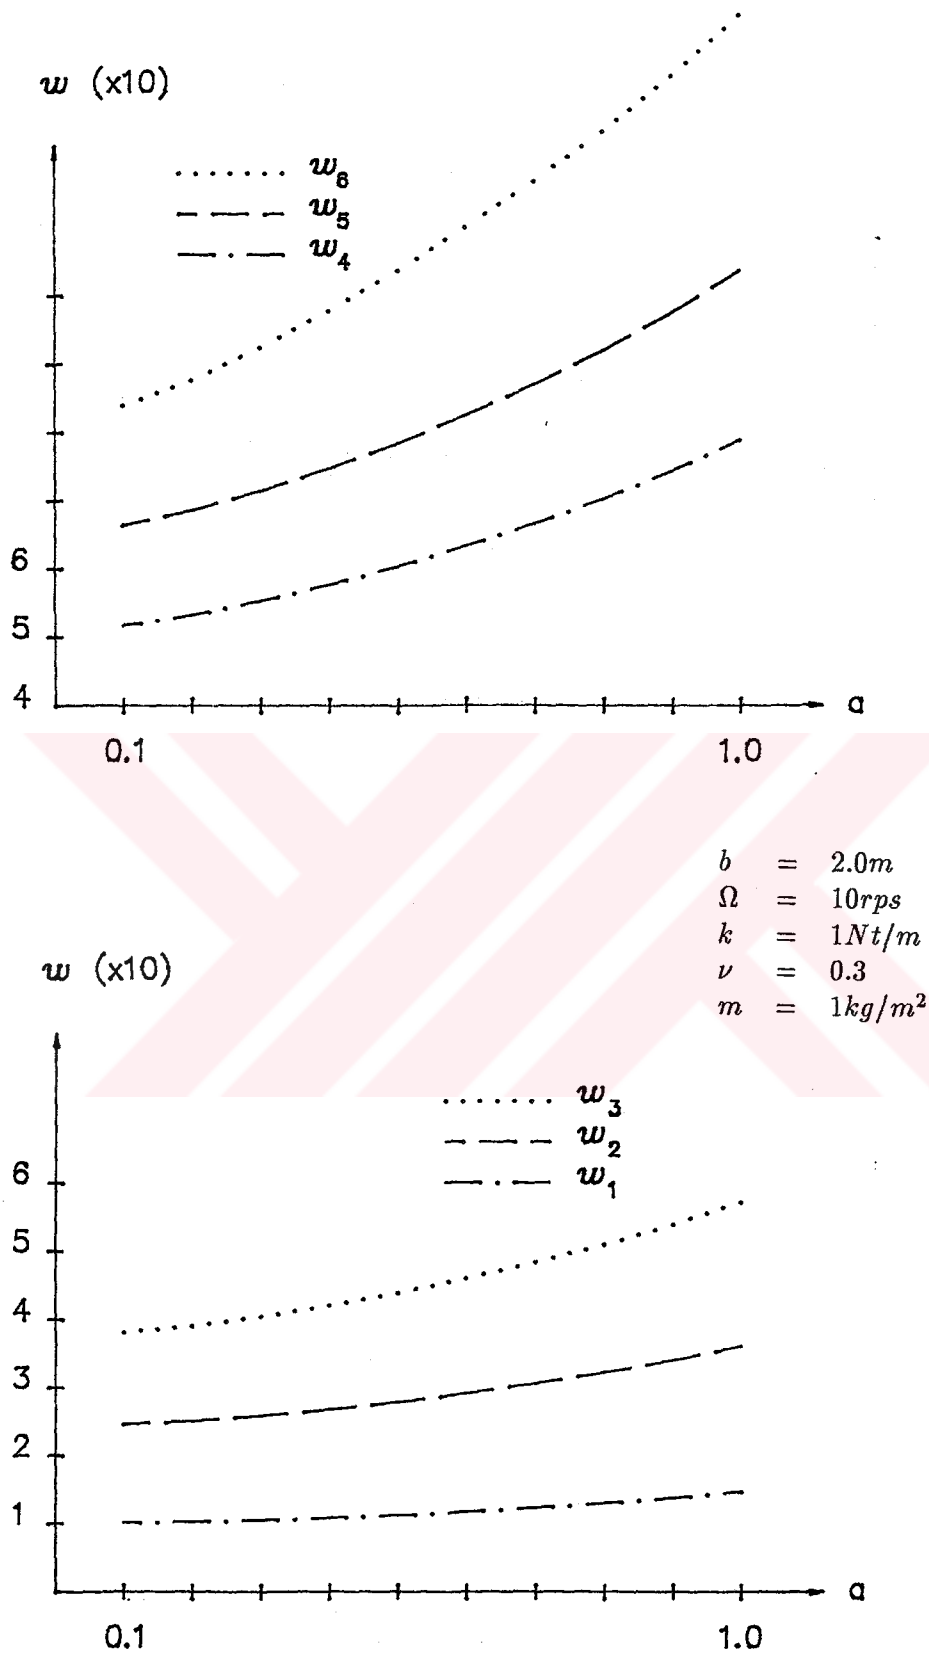 w (x10)
w₆
w₅
w₄
6
5
4
a
0.1
1.0
b = 2.0m
Ω = 10rps
k = 1Nt/m
ν = 0.3
m = 1kg/m²
w (x10)
w₃
w₂
w₁
6
5
4
3
2
1
a
0.1
1.0